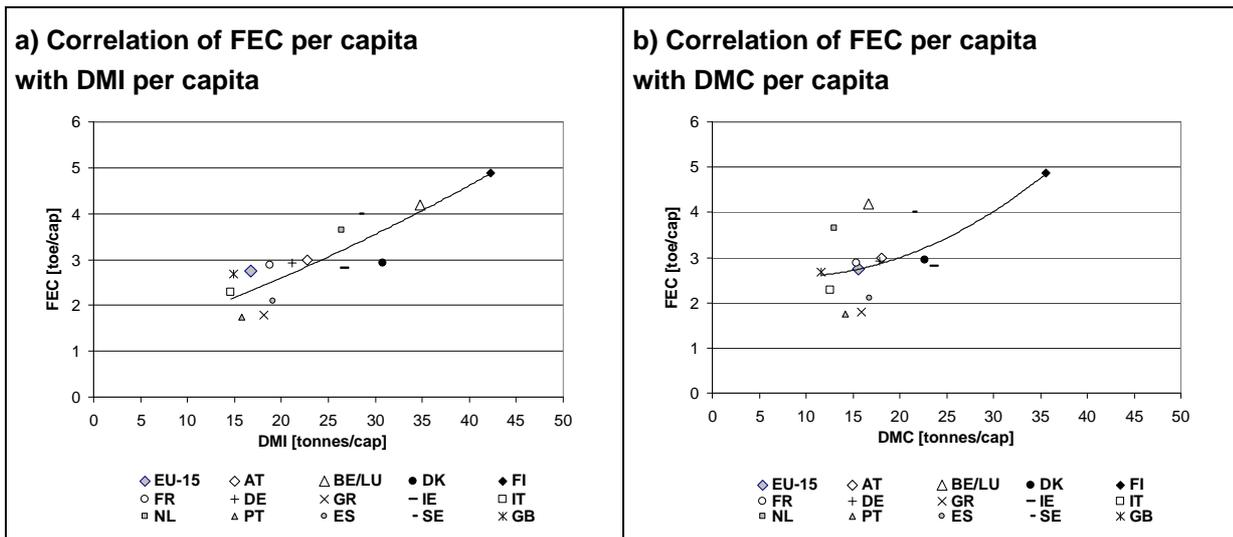 a) Correlation of FEC per capita
with DMI per capita
6
5
4
3
2
1
0
FEC [toe/cap]
0 5 10 15 20 25 30 35 40 45 50
DMI [tonnes/cap]
EU-15 AT BE/LU DK FI
FR DE GR IE IT
NL PT ES SE GB
b) Correlation of FEC per capita
with DMC per capita
6
5
4
3
2
1
0
FEC [toe/cap]
0 5 10 15 20 25 30 35 40 45 50
DMC [tonnes/cap]
EU-15 AT BE/LU DK FI
FR DE GR IE IT
NL PT ES SE GB